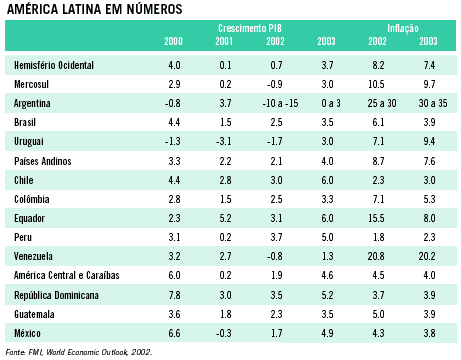 AMÉRICA LATINA EM NÚMEROS
Crescimento PIB Inflação
2000 2001 2002 2003 2002 2003
Hemisfério Ocidental 4.0 0.1 0.7 3.7 8.2 7.4
Mercosul 2.9 0.2 -0.9 3.0 10.5 9.7
Argentina -0.8 3.7 -10 a -15 0 a 3 25 a 30 30 a 35
Brasil 4.4 1.5 2.5 3.5 6.1 3.9
Uruguai -1.3 -3.1 -1.7 3.0 7.1 9.4
Países Andinos 3.3 2.2 2.1 4.0 8.7 7.6
Chile 4.4 2.8 3.0 6.0 2.3 3.0
Colômbia 2.8 1.5 2.5 3.3 7.1 5.3
Equador 2.3 5.2 3.1 6.0 15.5 8.0
Peru 3.1 0.2 3.7 5.0 1.8 2.3
Venezuela 3.2 2.7 -0.8 1.3 20.8 20.2
América Central e Caraíbas 6.0 0.2 1.9 4.6 4.5 4.0
República Dominicana 7.8 3.0 3.5 5.2 3.7 3.9
Guatemala 3.6 1.8 2.3 3.5 5.0 3.9
México 6.6 -0.3 1.7 4.9 4.3 3.8
Fonte: FMI, World Economic Outlook, 2002.